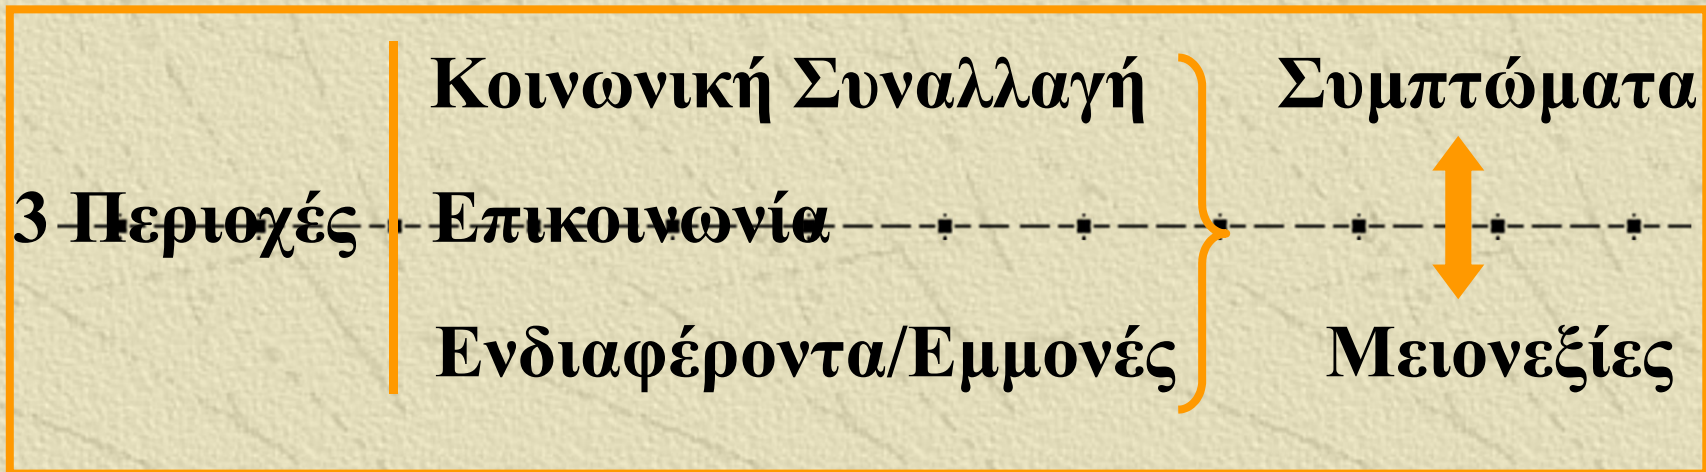 Κοινωνική Συναλλαγή Συμπτώματα
3 Περιοχές Επικοινωνία
Ενδιαφέροντα/Εμμονές Μειονεξίες